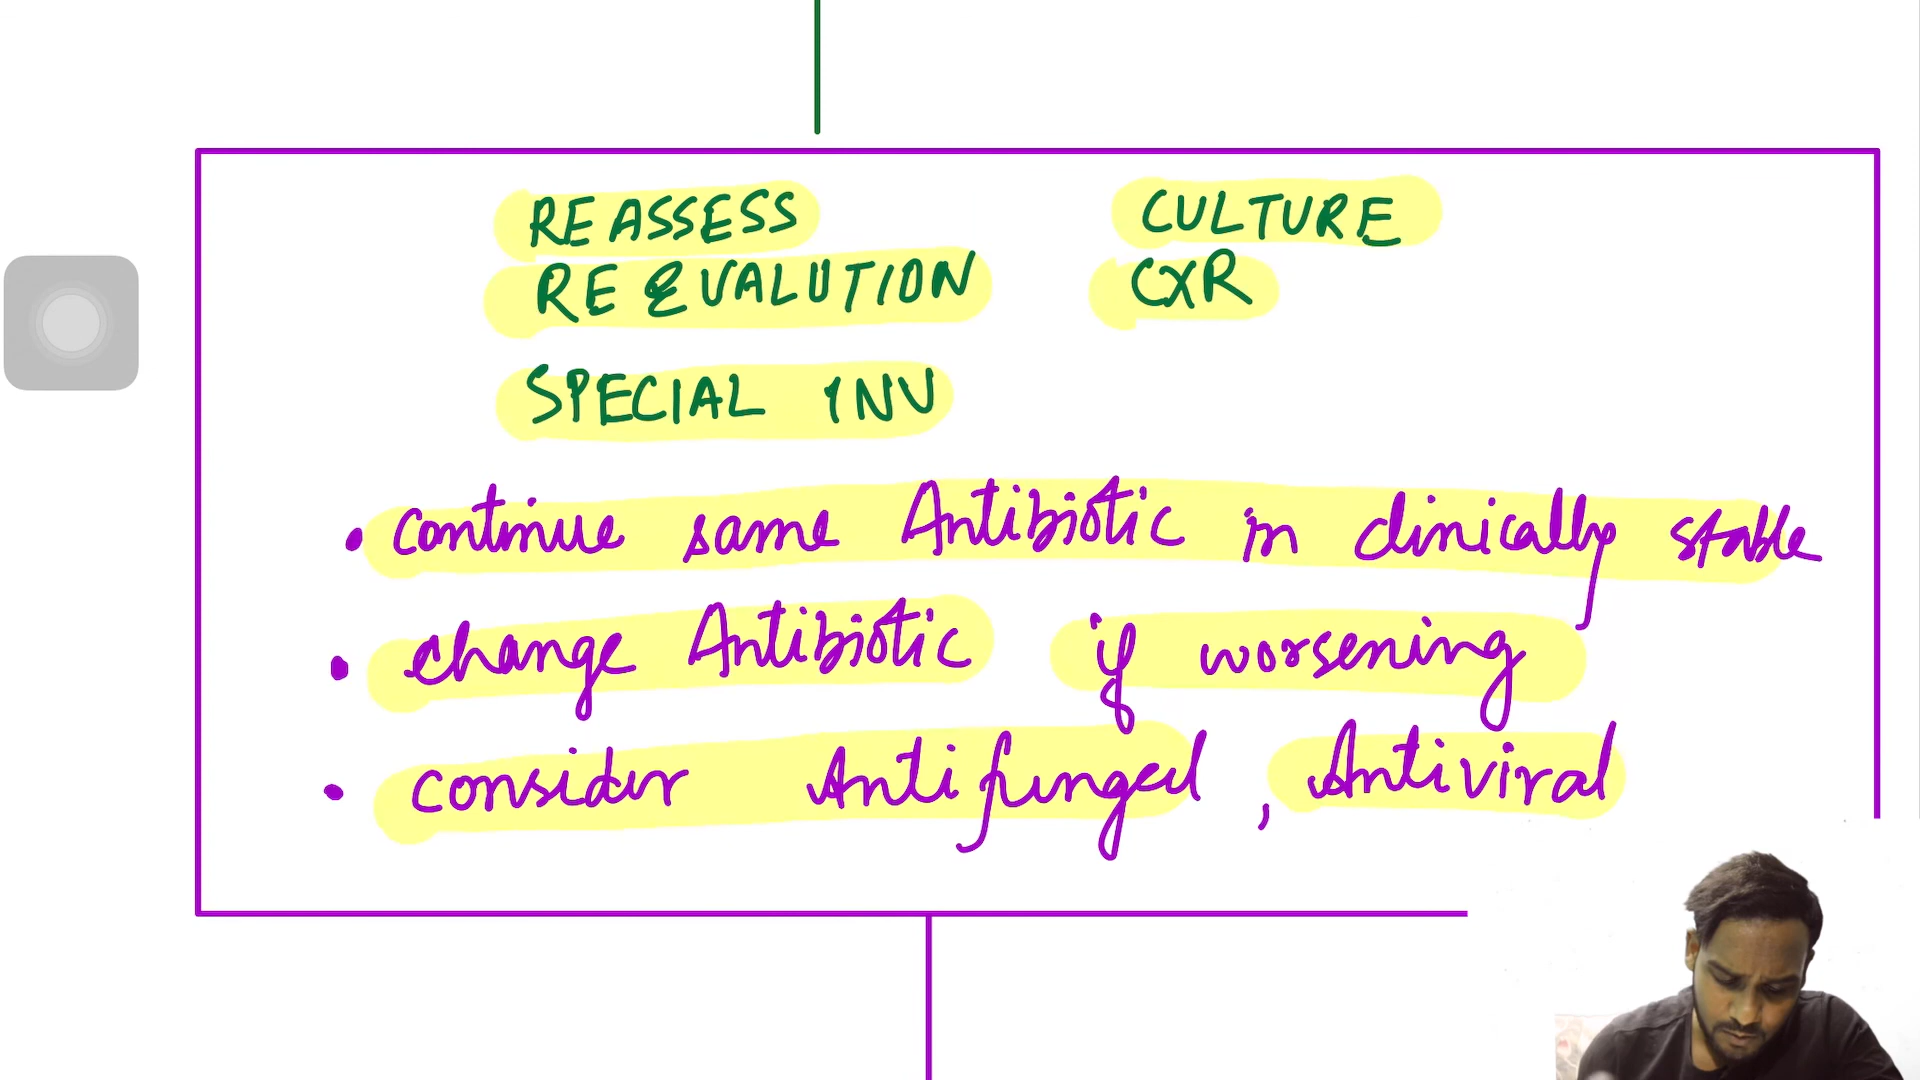 REASSESS CULTURE
RE EVALUTION CXR
SPECIAL INV
• continue same Antibiotic in clinically stable
• change Antibiotic if worsening
• consider Antifungal, Antiviral